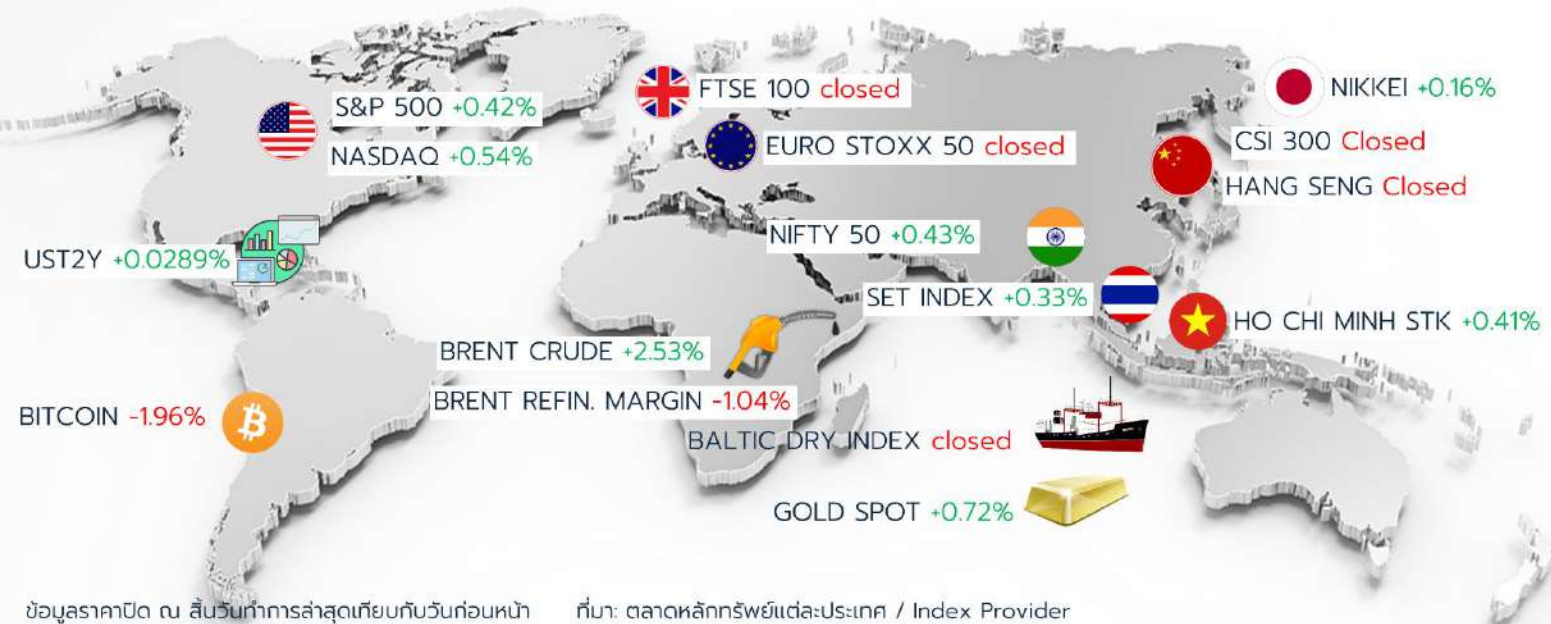 S&P 500 +0.42%
NASDAQ +0.54%
FTSE 100 closed
EURO STOXX 50 closed
NIKKEI +0.16%
CSI 300 Closed
HANG SENG Closed
UST2Y +0.0289%
NIFTY 50 +0.43%
SET INDEX +0.33%
HO CHI MINH STK +0.41%
BRENT CRUDE +2.53%
BRENT REFIN. MARGIN -1.04%
BITCOIN -1.96%
BALTIC DRY INDEX closed
GOLD SPOT +0.72%
ข้อมูลราคาปิด ณ สิ้นวันทำการล่าสุดเทียบกับวันก่อนหน้า
ที่มา: ตลาดหลักทรัพย์แต่ละประเทศ / Index Provider